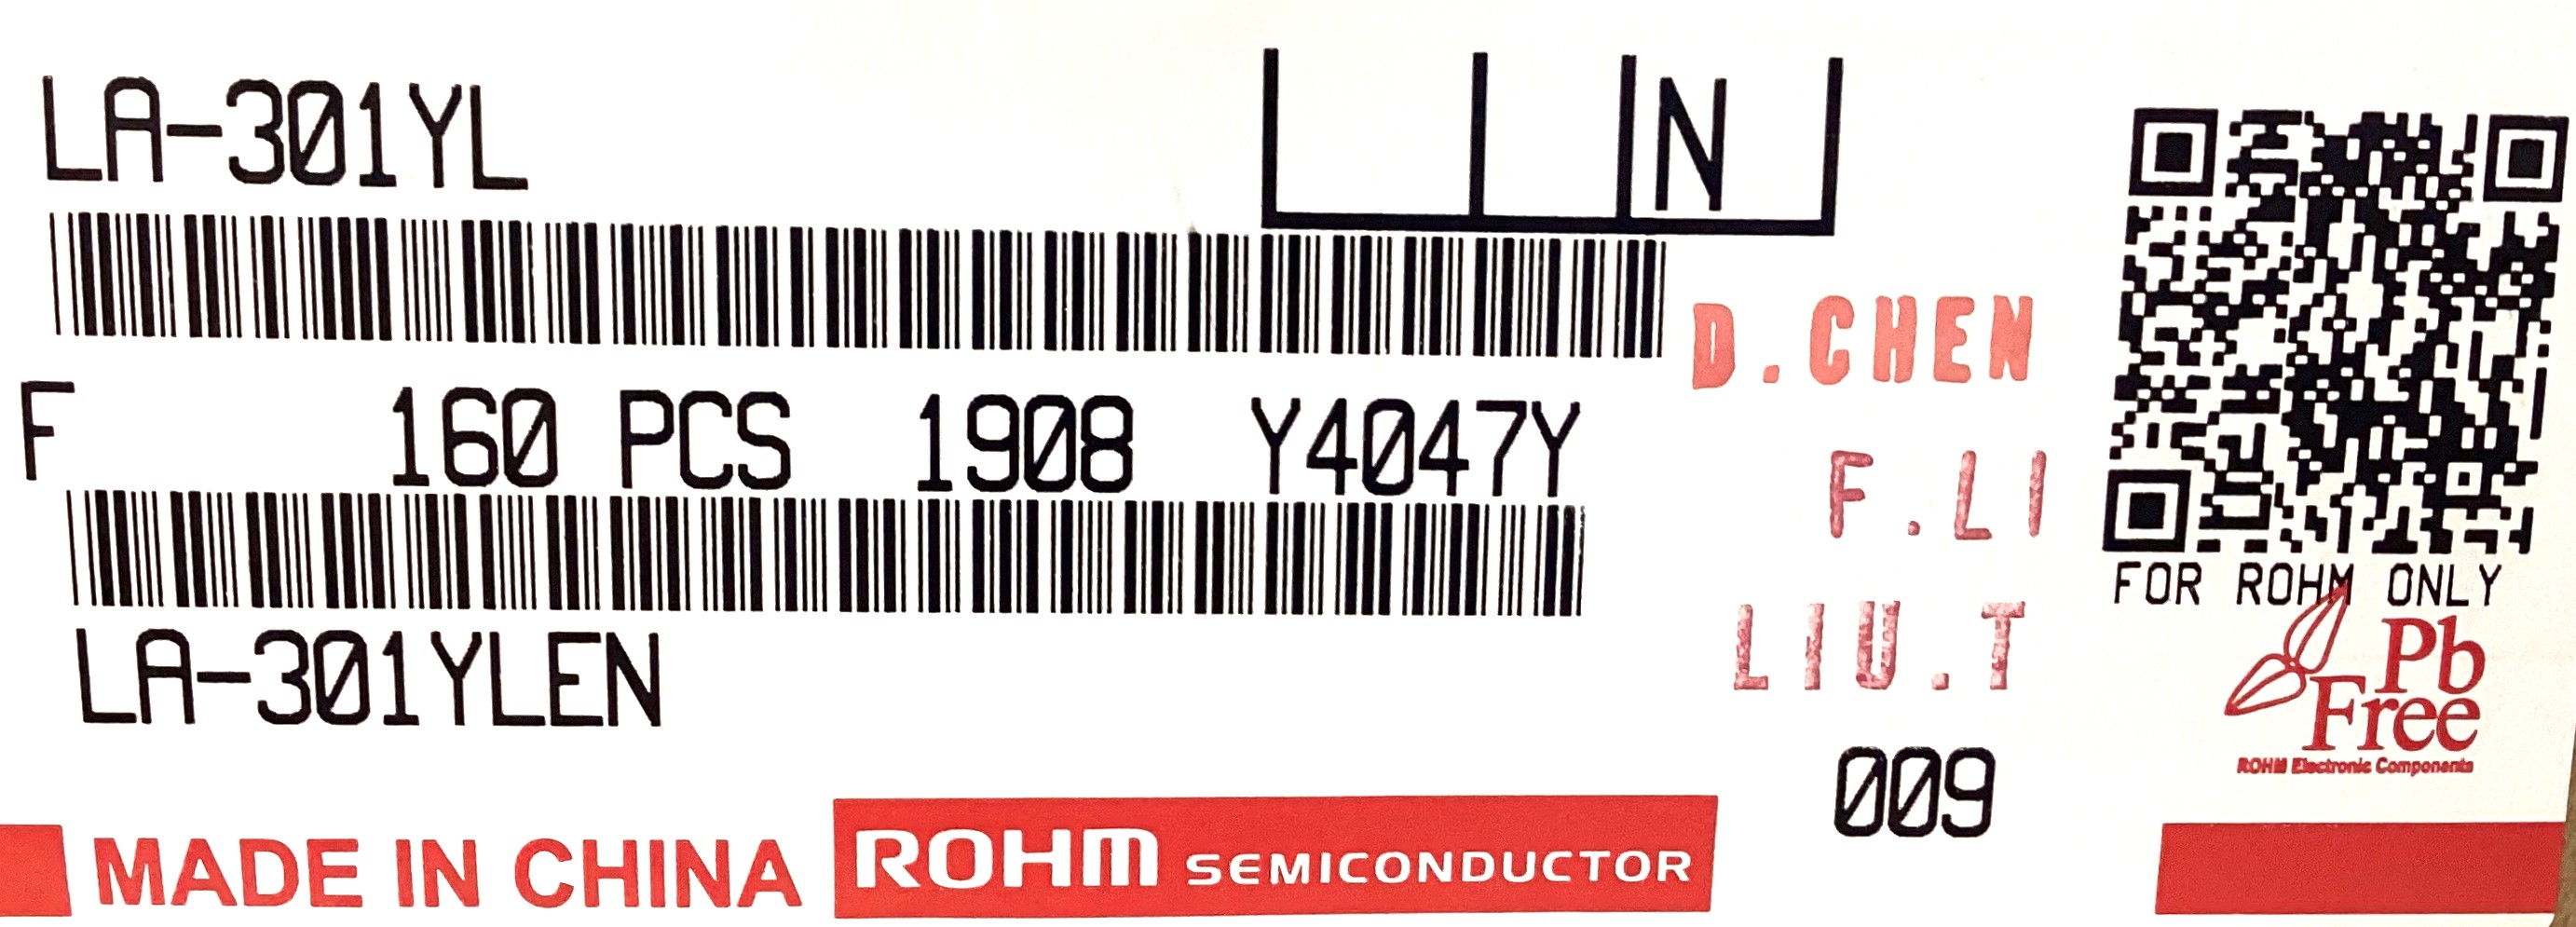 LA-301YL
N
D.CHEN
F 160 PCS 1908 Y4047Y
F.LI
FOR ROHM ONLY
LIU.T
LA-301YLEN
Pb
Free
ROHM Electronic Components
009
MADE IN CHINA ROHM SEMICONDUCTOR